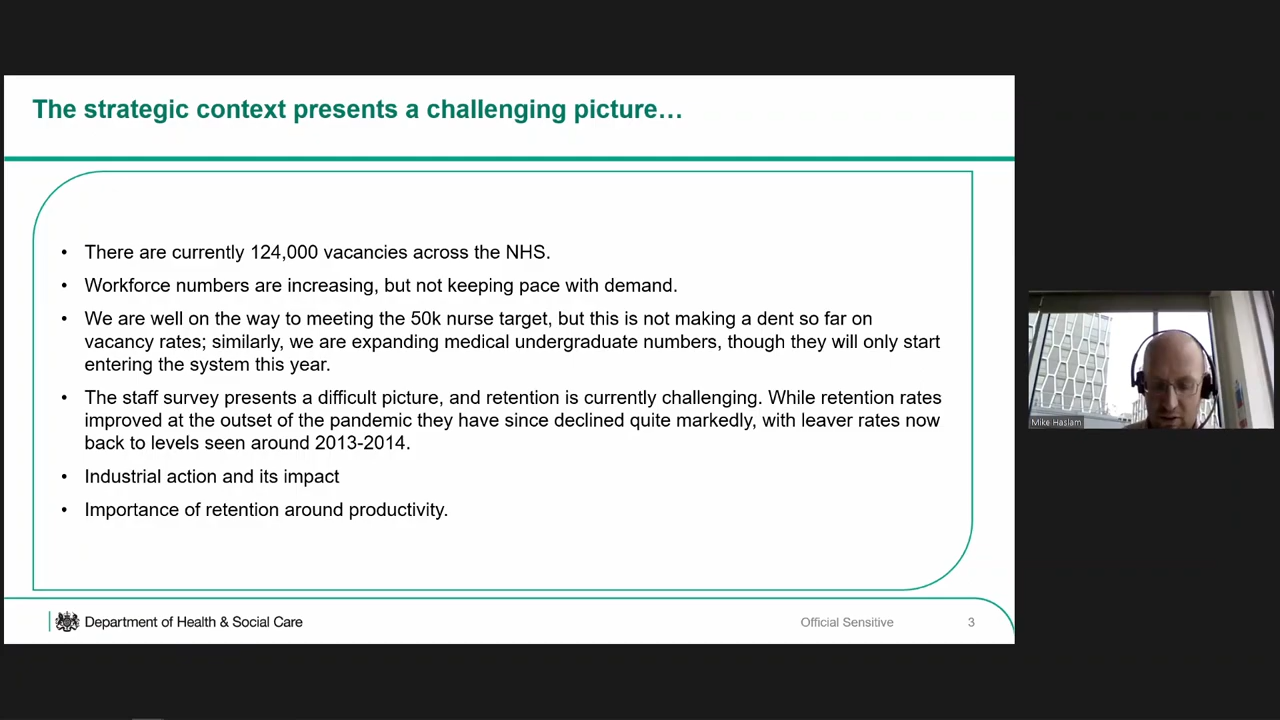 The strategic context presents a challenging picture…
• There are currently 124,000 vacancies across the NHS.
• Workforce numbers are increasing, but not keeping pace with demand.
• We are well on the way to meeting the 50k nurse target, but this is not making a dent so far on
vacancy rates; similarly, we are expanding medical undergraduate numbers, though they will only start
entering the system this year.
• The staff survey presents a difficult picture, and retention is currently challenging. While retention rates
improved at the outset of the pandemic they have since declined quite markedly, with leaver rates now
back to levels seen around 2013-2014.
• Industrial action and its impact
• Importance of retention around productivity.
Department of Health & Social Care
Official Sensitive
3
Mike Haslam